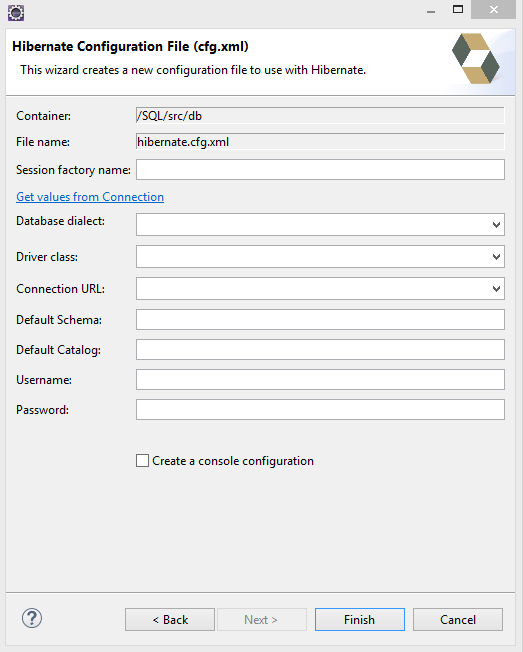 Hibernate Configuration File (cfg.xml)
This wizard creates a new configuration file to use with Hibernate.
Container: /SQL/src/db
File name: hibernate.cfg.xml
Session factory name:
Get values from Connection
Database dialect:
Driver class:
Connection URL:
Default Schema:
Default Catalog:
Username:
Password:
Create a console configuration
? < Back Next > Finish Cancel